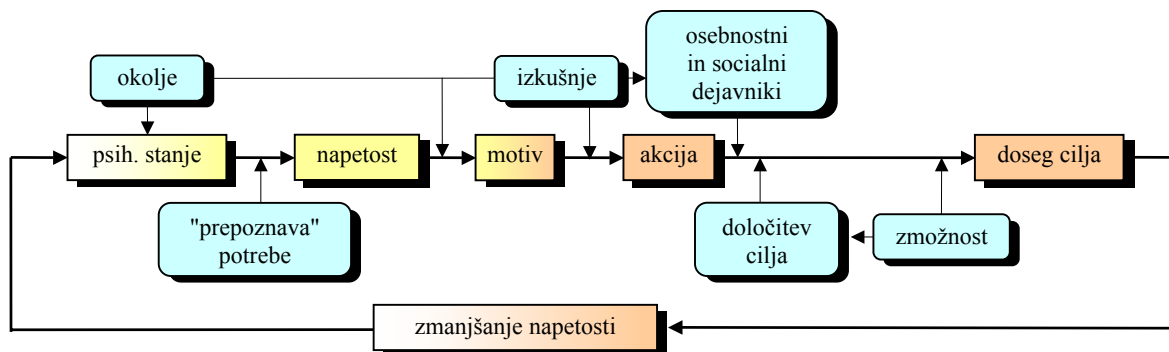 okolje
izkušnje
osebnostni
in socialni
dejavniki
psih. stanje
napetost
motiv
akcija
doseg cilja
"prepoznava"
potrebe
določitev
cilja
zmožnost
zmanjšanje napetosti